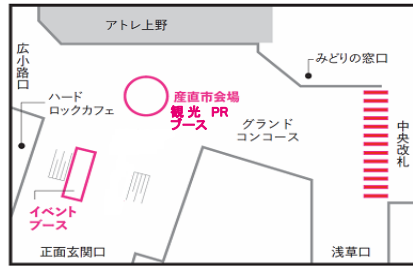 アトレ上野
広小路口
みどりの窓口
ハード
ロックカフェ
産直市会場
観光 PR
ブース
グランド
コンコース
中央改札
イベント
ブース
正面玄関口
浅草口